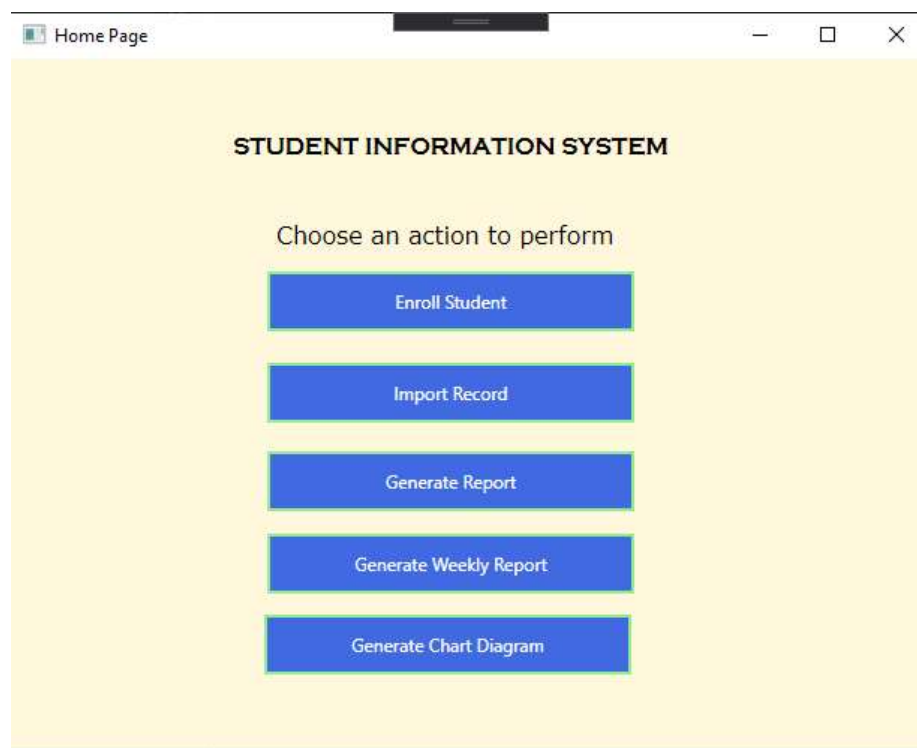 Home Page
STUDENT INFORMATION SYSTEM
Choose an action to perform
Enroll Student
Import Record
Generate Report
Generate Weekly Report
Generate Chart Diagram